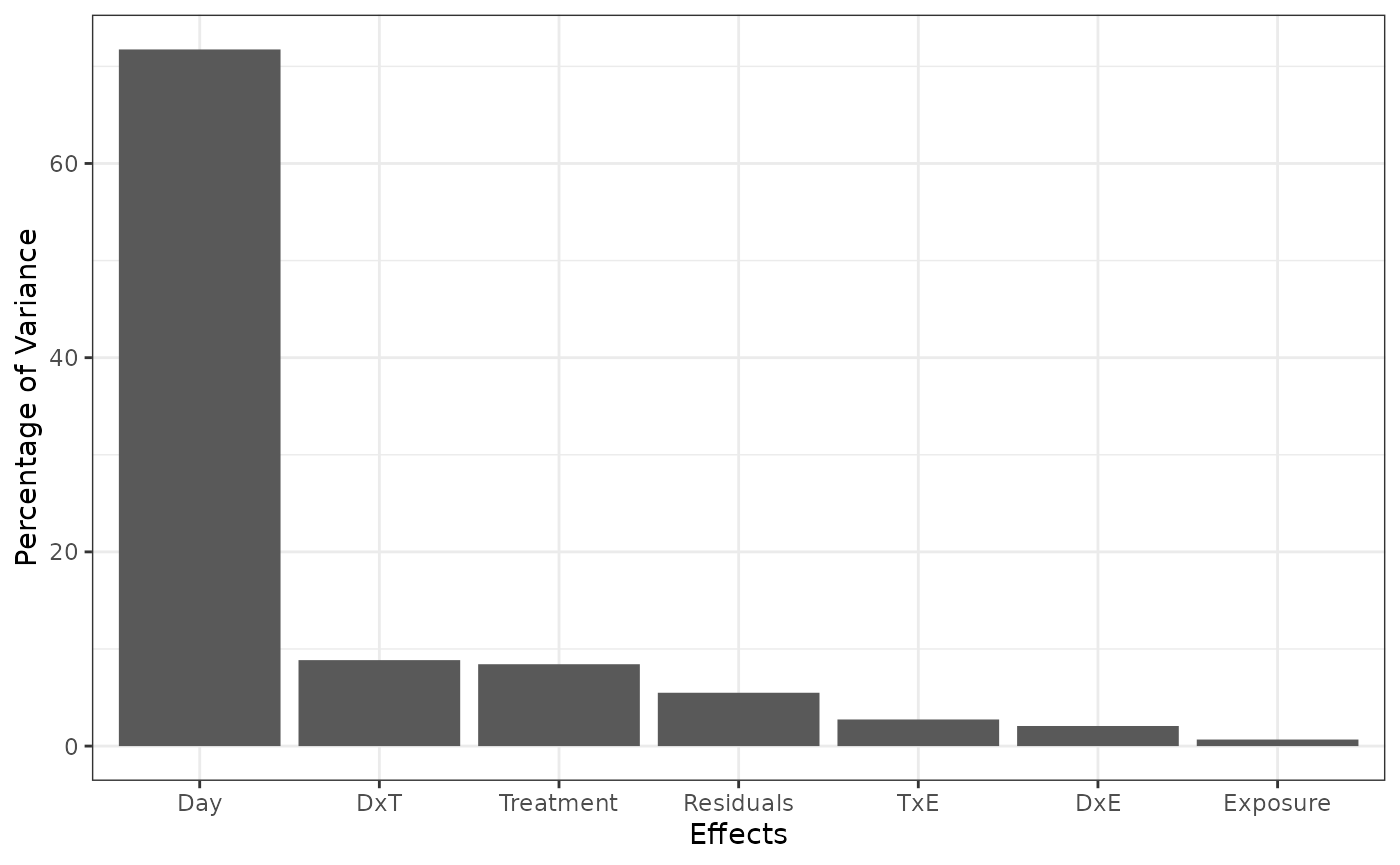 Percentage of Variance
60
40
20
0
Day
DxT
Treatment
Residuals
TxE
DxE
Exposure
Effects